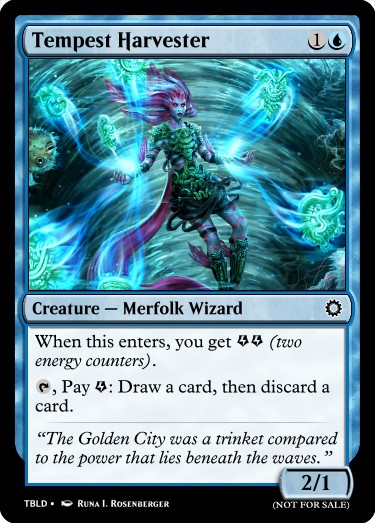 Tempest Harvester 1
Creature — Merfolk Wizard
When this enters, you get (two
energy counters).
, Pay : Draw a card, then discard a
card.
“The Golden City was a trinket compared
to the power that lies beneath the waves.”
2/1
TBLD • Runa I. Rosenberger
(NOT FOR SALE)